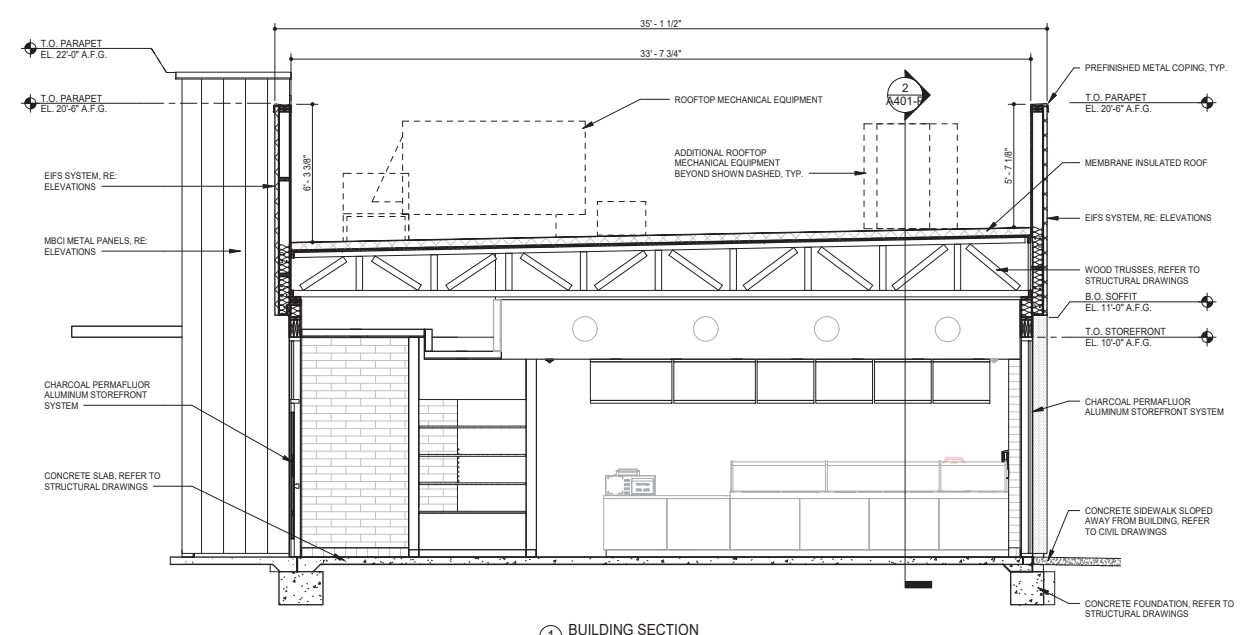 35' - 1 1/2"
33' - 7 3/4"
T.O. PARAPET
EL. 22'-0" A.F.G.
T.O. PARAPET
EL. 20'-6" A.F.G.
EIFS SYSTEM, RE:
ELEVATIONS
MBCI METAL PANELS, RE:
ELEVATIONS
CHARCOAL PERMAFLUOR
ALUMINUM STOREFRONT
SYSTEM
CONCRETE SLAB, REFER TO
STRUCTURAL DRAWINGS
6' - 3 3/8"
ROOFTOP MECHANICAL EQUIPMENT
ADDITIONAL ROOFTOP
MECHANICAL EQUIPMENT
BEYOND SHOWN DASHED, TYP.
2
5' - 7 1/8"
PREFINISHED METAL COPING, TYP.
T.O. PARAPET
EL. 20'-6" A.F.G.
MEMBRANE INSULATED ROOF
EIFS SYSTEM, RE: ELEVATIONS
WOOD TRUSSES, REFER TO
STRUCTURAL DRAWINGS
B.O. SOFFIT
EL. 11'-0" A.F.G.
T.O. STOREFRONT
EL. 10'-0" A.F.G.
CHARCOAL PERMAFLUOR
ALUMINUM STOREFRONT SYSTEM
CONCRETE SIDEWALK SLOPED
AWAY FROM BUILDING, REFER
TO CIVIL DRAWINGS
CONCRETE FOUNDATION, REFER TO
STRUCTURAL DRAWINGS
1 BUILDING SECTION